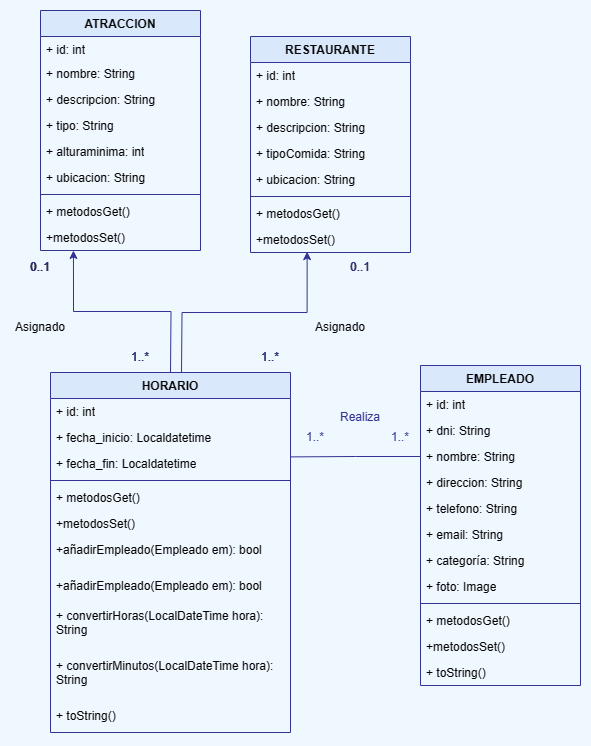 ATRACCION
+ id: int
+ nombre: String
+ descripcion: String
+ tipo: String
+ alturaminima: int
+ ubicacion: String
+ metodosGet()
+metodosSet()
RESTAURANTE
+ id: int
+ nombre: String
+ descripcion: String
+ tipoComida: String
+ ubicacion: String
+ metodosGet()
+metodosSet()
0..1
0..1
Asignado
Asignado
1..*
1..*
HORARIO
+ id: int
+ fecha_inicio: Localdatetime
+ fecha_fin: Localdatetime
+ metodosGet()
+metodosSet()
+añadirEmpleado(Empleado em): bool
+añadirEmpleado(Empleado em): bool
+ convertirHoras(LocalDateTime hora):
String
+ convertirMinutos(LocalDateTime hora):
String
+ toString()
Realiza
1..*
1..*
EMPLEADO
+ id: int
+ dni: String
+ nombre: String
+ direccion: String
+ telefono: String
+ email: String
+ categoría: String
+ foto: Image
+ metodosGet()
+metodosSet()
+ toString()